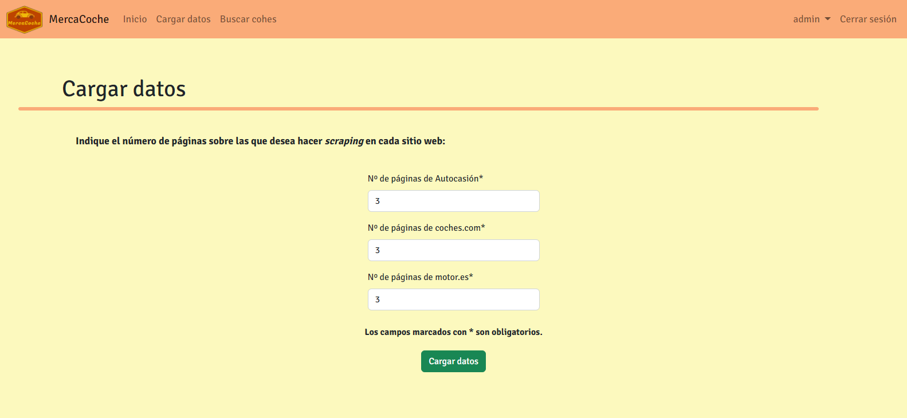 MercaCoche MercaCoche Inicio Cargar datos Buscar cohes admin Cerrar sesión
Cargar datos
Indique el número de páginas sobre las que desea hacer scraping en cada sitio web:
Nº de páginas de Autocasión*
3
Nº de páginas de coches.com*
3
Nº de páginas de motor.es*
3
Los campos marcados con * son obligatorios.
Cargar datos